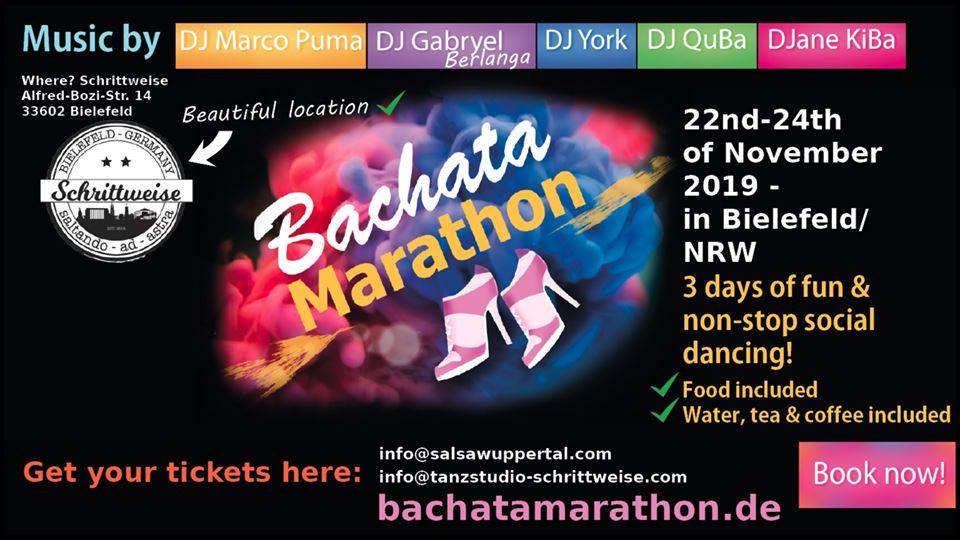 Music by
DJ Marco Puma
DJ Gabryel
Berlanga
DJ York
DJ QuBa
DJane KiBa
Where? Schrittweise
Alfred-Bozi-Str. 14
33602 Bielefeld
Beautiful location
BIELEFELD - GERMANY
Schrittweise
saltando - ad - astra
Bachata
Marathon
22nd-24th
of November
2019 -
in Bielefeld/
NRW
3 days of fun &
non-stop social
dancing!
Food included
Water, tea & coffee included
Get your tickets here:
info@salsawuppertal.com
info@tanzstudio-schrittweise.com
bachatamarathon.de
Book now!